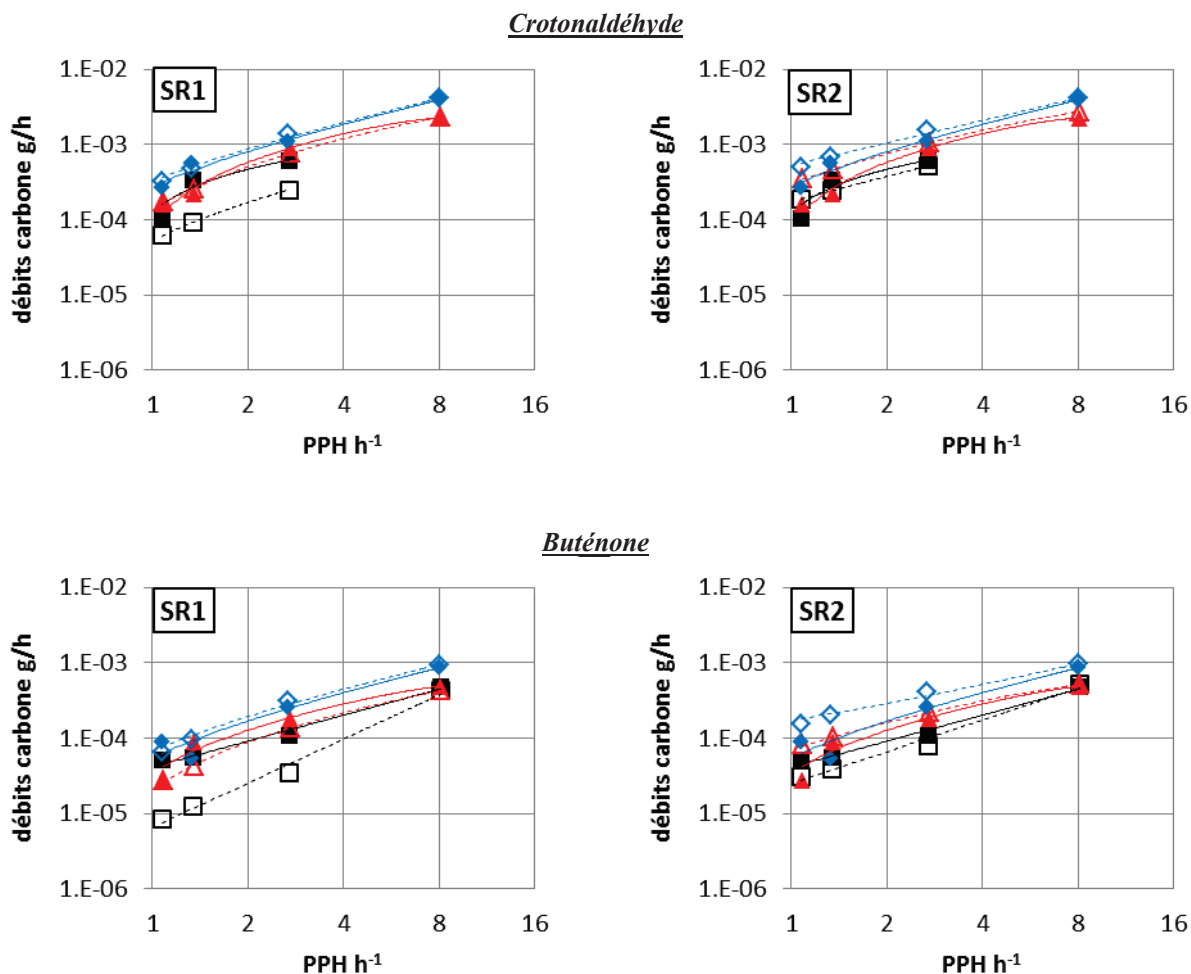 Crotonaldéhyde
SR1
débits carbone g/h
1.E-02
1.E-03
1.E-04
1.E-05
1.E-06
1 2 4 8 16
PPH h-1
SR2
débits carbone g/h
1.E-02
1.E-03
1.E-04
1.E-05
1.E-06
1 2 4 8 16
PPH h-1
Buténone
SR1
débits carbone g/h
1.E-02
1.E-03
1.E-04
1.E-05
1.E-06
1 2 4 8 16
PPH h-1
SR2
débits carbone g/h
1.E-02
1.E-03
1.E-04
1.E-05
1.E-06
1 2 4 8 16
PPH h-1